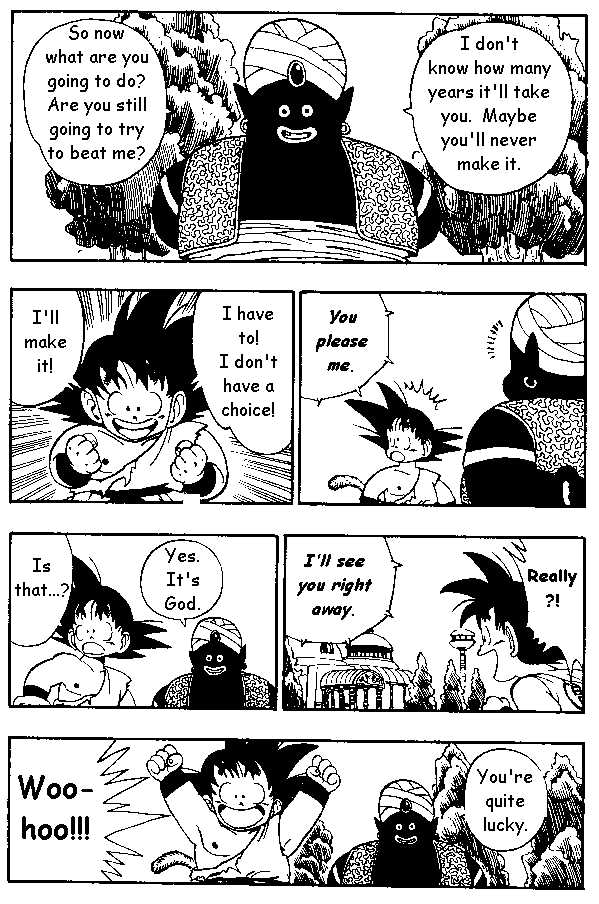 So now
what are you
going to do?
Are you still
going to try
to beat me?
I don't
know how many
years it'll take
you. Maybe
you'll never
make it.
I'll
make
it!
I have
to!
I don't
have a
choice!
You
please
me.
Is
that...?
Yes.
It's
God.
I'll see
you right
away.
Really
?!
Woo-
hoo!!!
You're
quite
lucky.